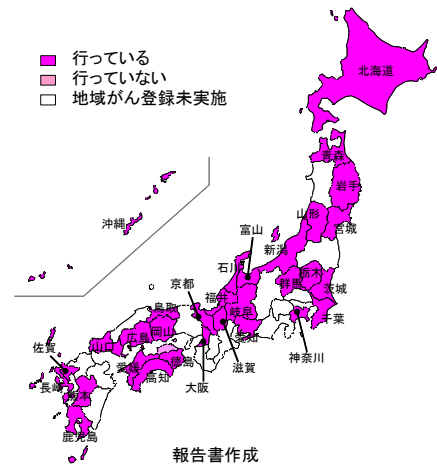 行っている
行っていない
地域がん登録未実施
北海道
青森
岩手
山形
宮城
沖縄
富山
新潟
石川
栃木
群馬
茨城
京都
福井
岐阜
千葉
鳥取
岡山
広島
山口
愛知
佐賀
愛媛
徳島
高知
滋賀
神奈川
長崎
熊本
大阪
鹿児島
報告書作成